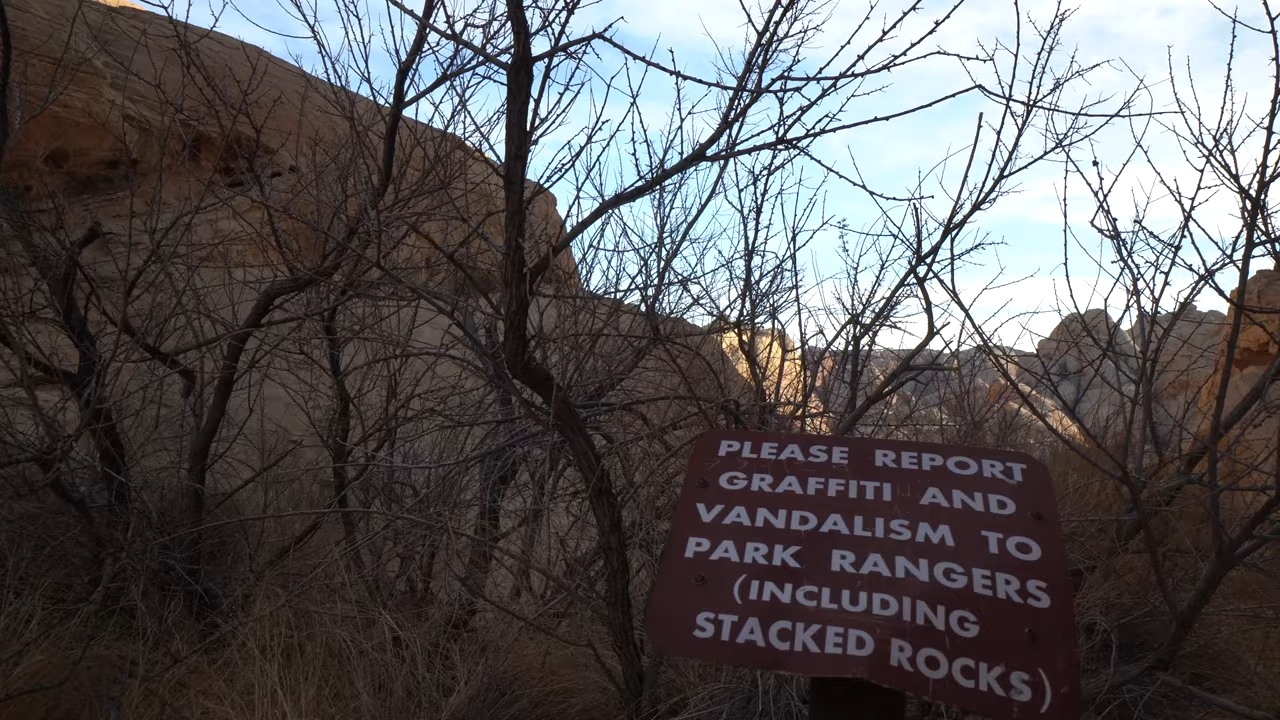 PLEASE REPORT
GRAFFITI AND
VANDALISM TO
PARK RANGERS
(INCLUDING
STACKED ROCKS)